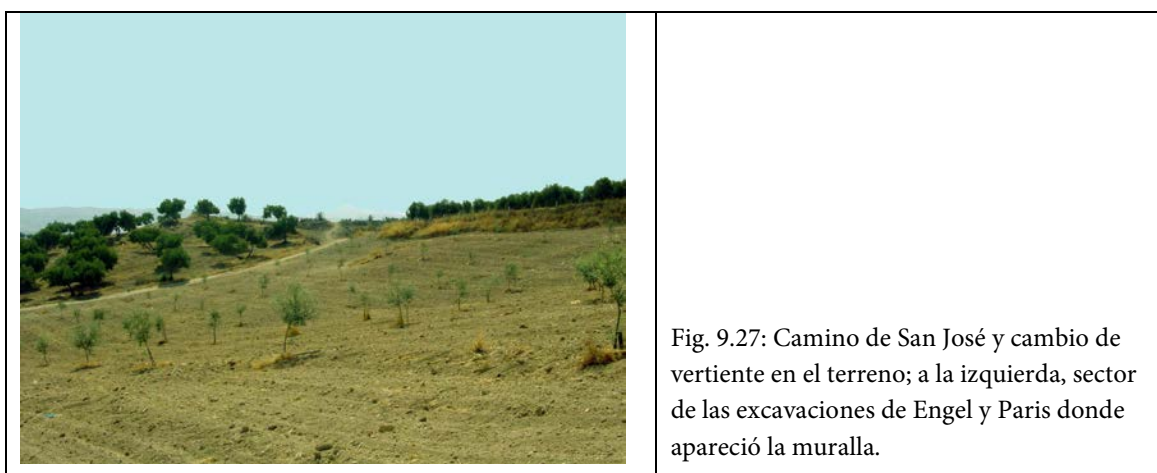 Fig. 9.27: Camino de San José y cambio de
vertiente en el terreno; a la izquierda, sector
de las excavaciones de Engel y Paris donde
apareció la muralla.